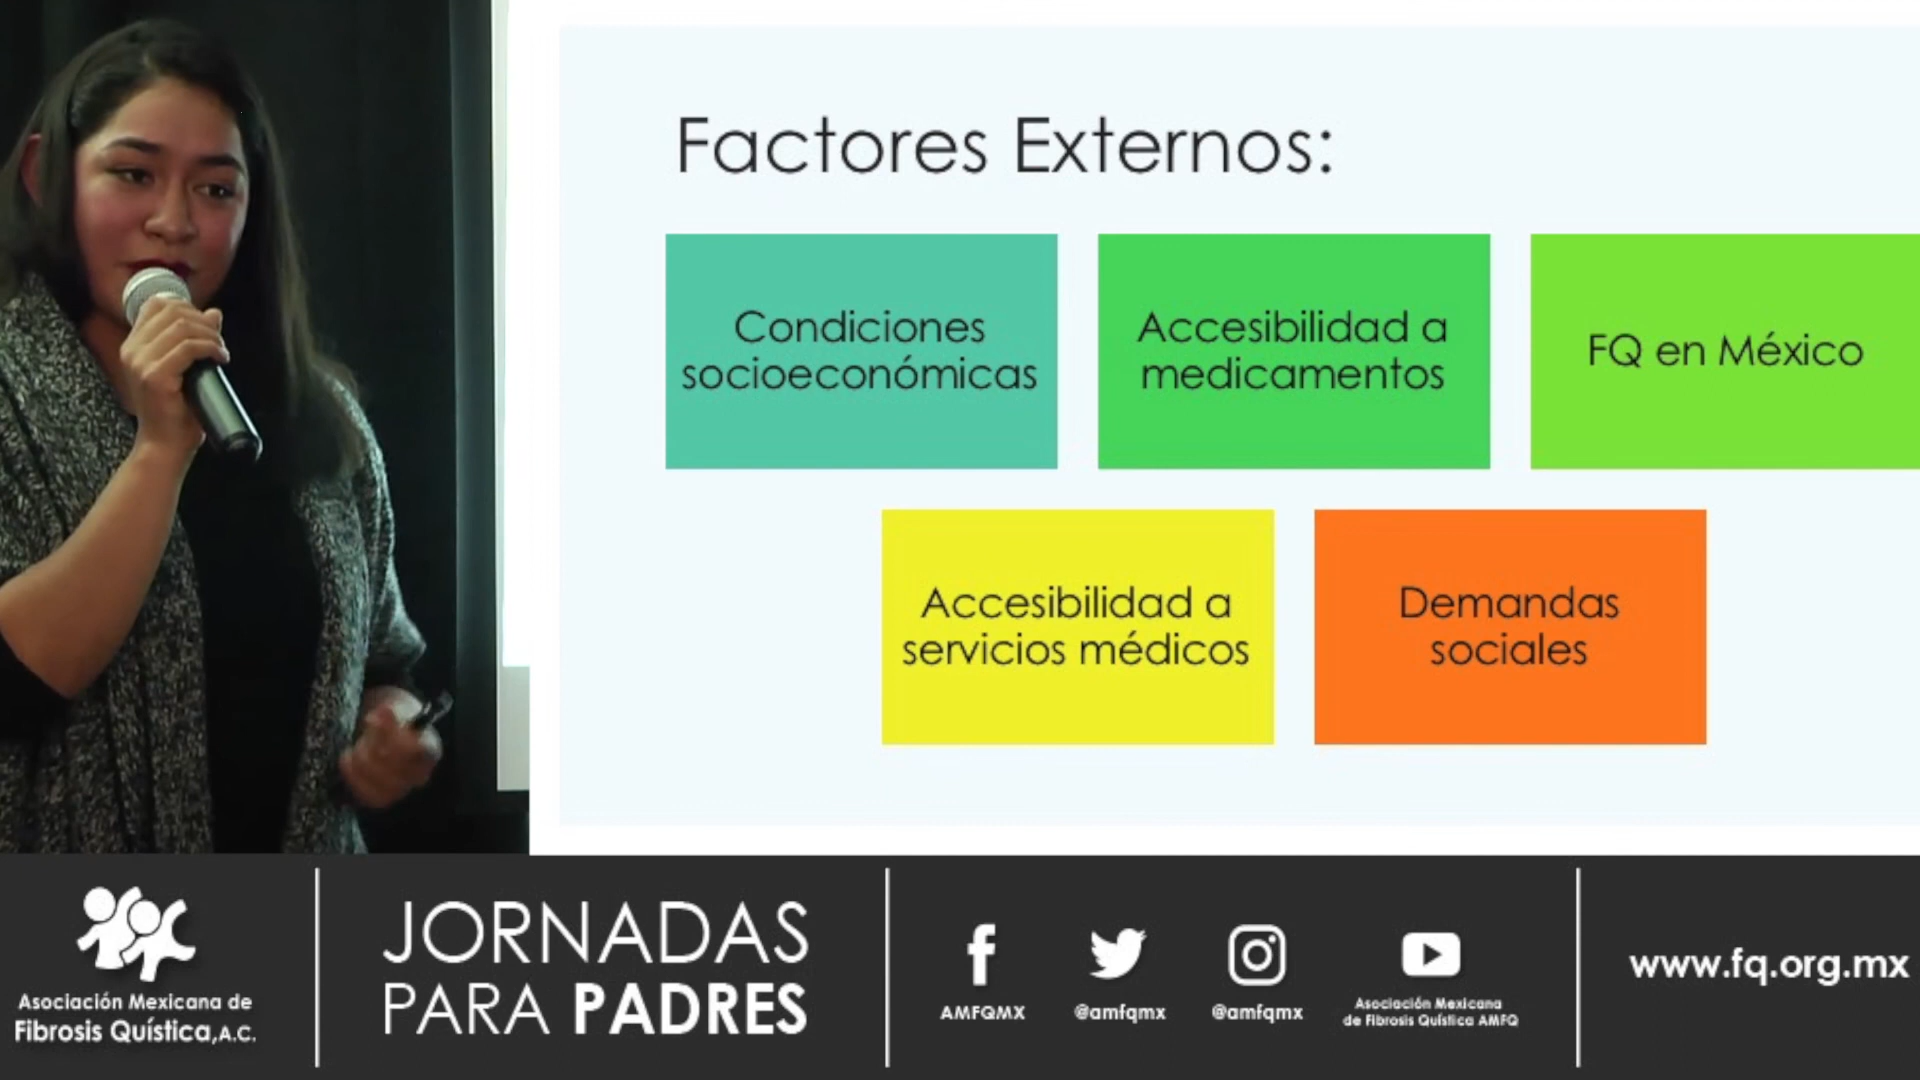 Factores Externos:
Condiciones
socioeconómicas
Accesibilidad a
medicamentos
FQ en México
Accesibilidad a
servicios médicos
Demandas
sociales
Asociación Mexicana de
Fibrosis Quística,A.C.
JORNADAS
PARA PADRES
AMFQMX
@amfqmx
@amfqmx
Asociación Mexicana
de Fibrosis Quística AMFQ
www.fq.org.mx